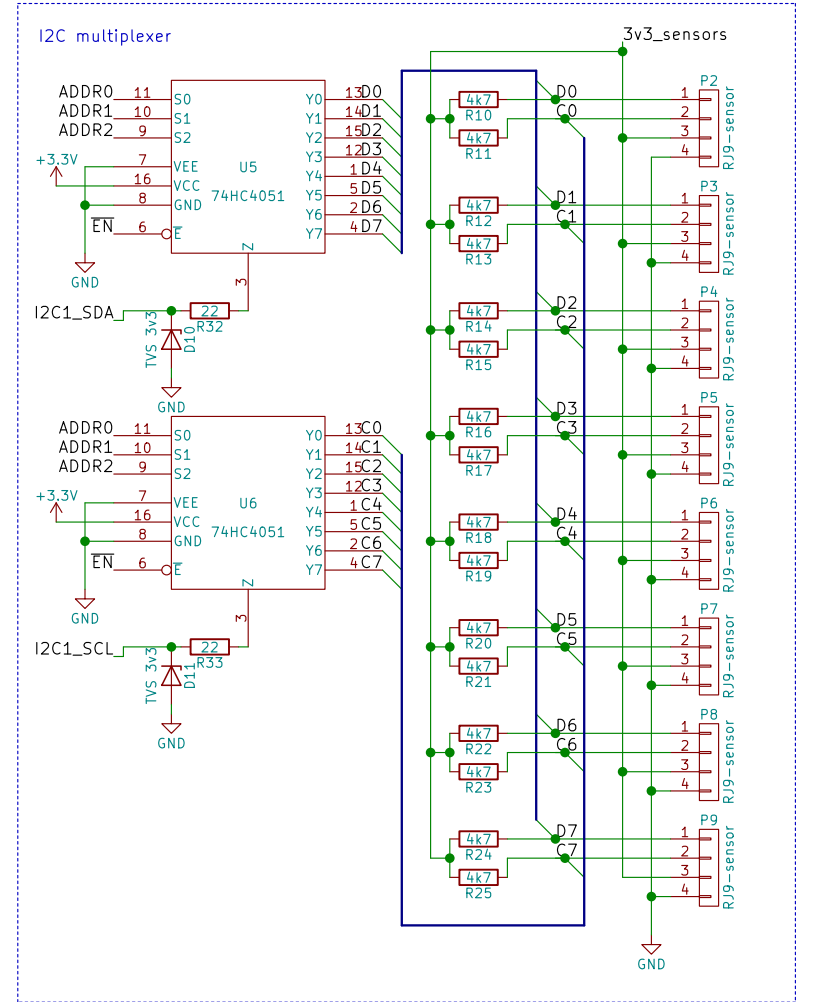 I2C multiplexer
3v3_sensors
ADDR0 11 S0
ADDR1 10 S1
ADDR2 9 S2
7 VEE
+3.3V
16 VCC
8 GND
EN 6 E
GND
U5
74HC4051
Y0 13 D0
Y1 14 D1
Y2 15 D2
Y3 12 D3
Y4 1 D4
Y5 5 D5
Y6 2 D6
Y7 4 D7
Z
3
I2C1_SDA
22
R32
TVS 3v3
D10
GND
ADDR0 11 S0
ADDR1 10 S1
ADDR2 9 S2
7 VEE
+3.3V
16 VCC
8 GND
EN 6 E
GND
U6
74HC4051
Y0 13 C0
Y1 14 C1
Y2 15 C2
Y3 12 C3
Y4 1 C4
Y5 5 C5
Y6 2 C6
Y7 4 C7
Z
3
I2C1_SCL
22
R33
TVS 3v3
D11
GND
4k7
R10
4k7
R11
D0
C0
P2
1
2
3
4
RJ9-sensor
4k7
R12
4k7
R13
D1
C1
P3
1
2
3
4
RJ9-sensor
4k7
R14
4k7
R15
D2
C2
P4
1
2
3
4
RJ9-sensor
4k7
R16
4k7
R17
D3
C3
P5
1
2
3
4
RJ9-sensor
4k7
R18
4k7
R19
D4
C4
P6
1
2
3
4
RJ9-sensor
4k7
R20
4k7
R21
D5
C5
P7
1
2
3
4
RJ9-sensor
4k7
R22
4k7
R23
D6
C6
P8
1
2
3
4
RJ9-sensor
4k7
R24
4k7
R25
D7
C7
P9
1
2
3
4
RJ9-sensor
GND